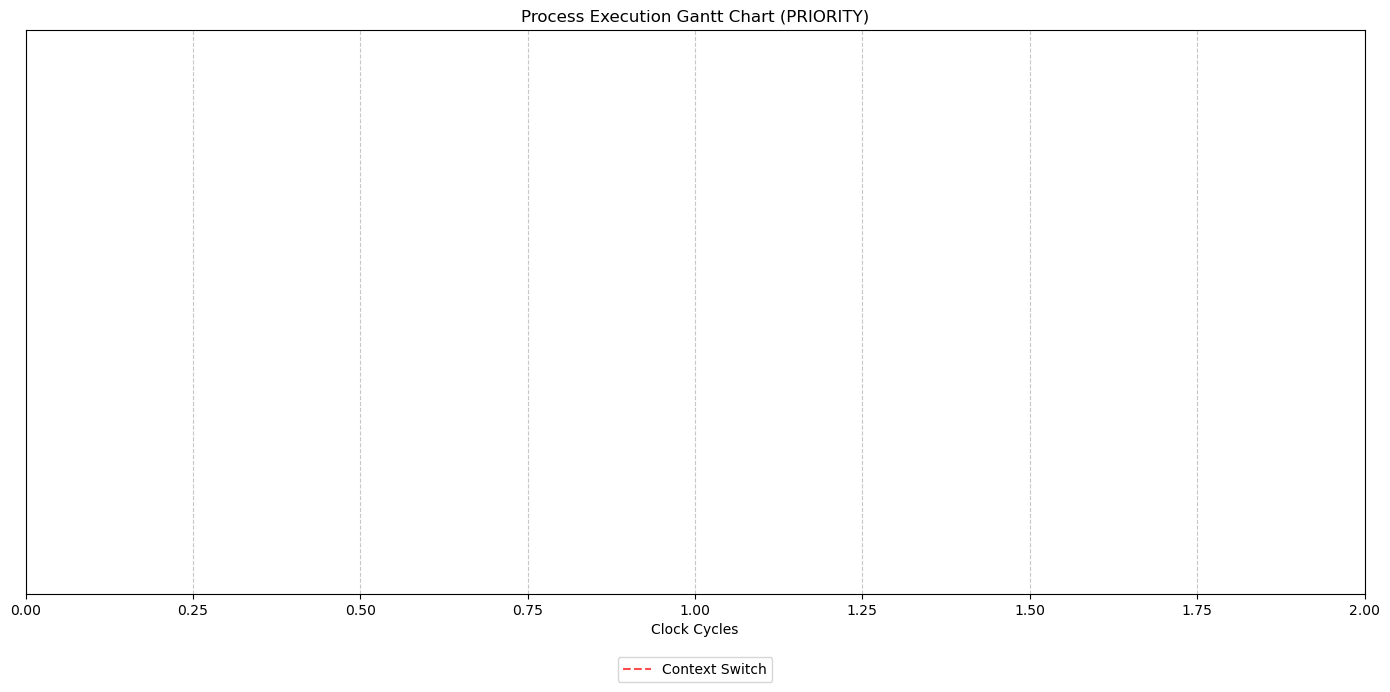 Process Execution Gantt Chart (PRIORITY)
0.00 0.25 0.50 0.75 1.00 1.25 1.50 1.75 2.00
Clock Cycles
Context Switch